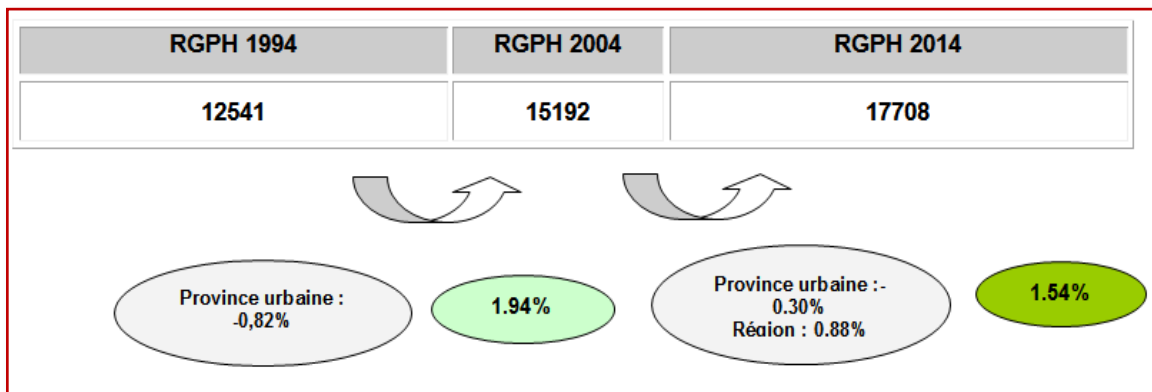 RGPH 1994
RGPH 2004
RGPH 2014
12541
15192
17708
Province urbaine :
-0,82%
1.94%
Province urbaine :-
0.30%
Région : 0.88%
1.54%